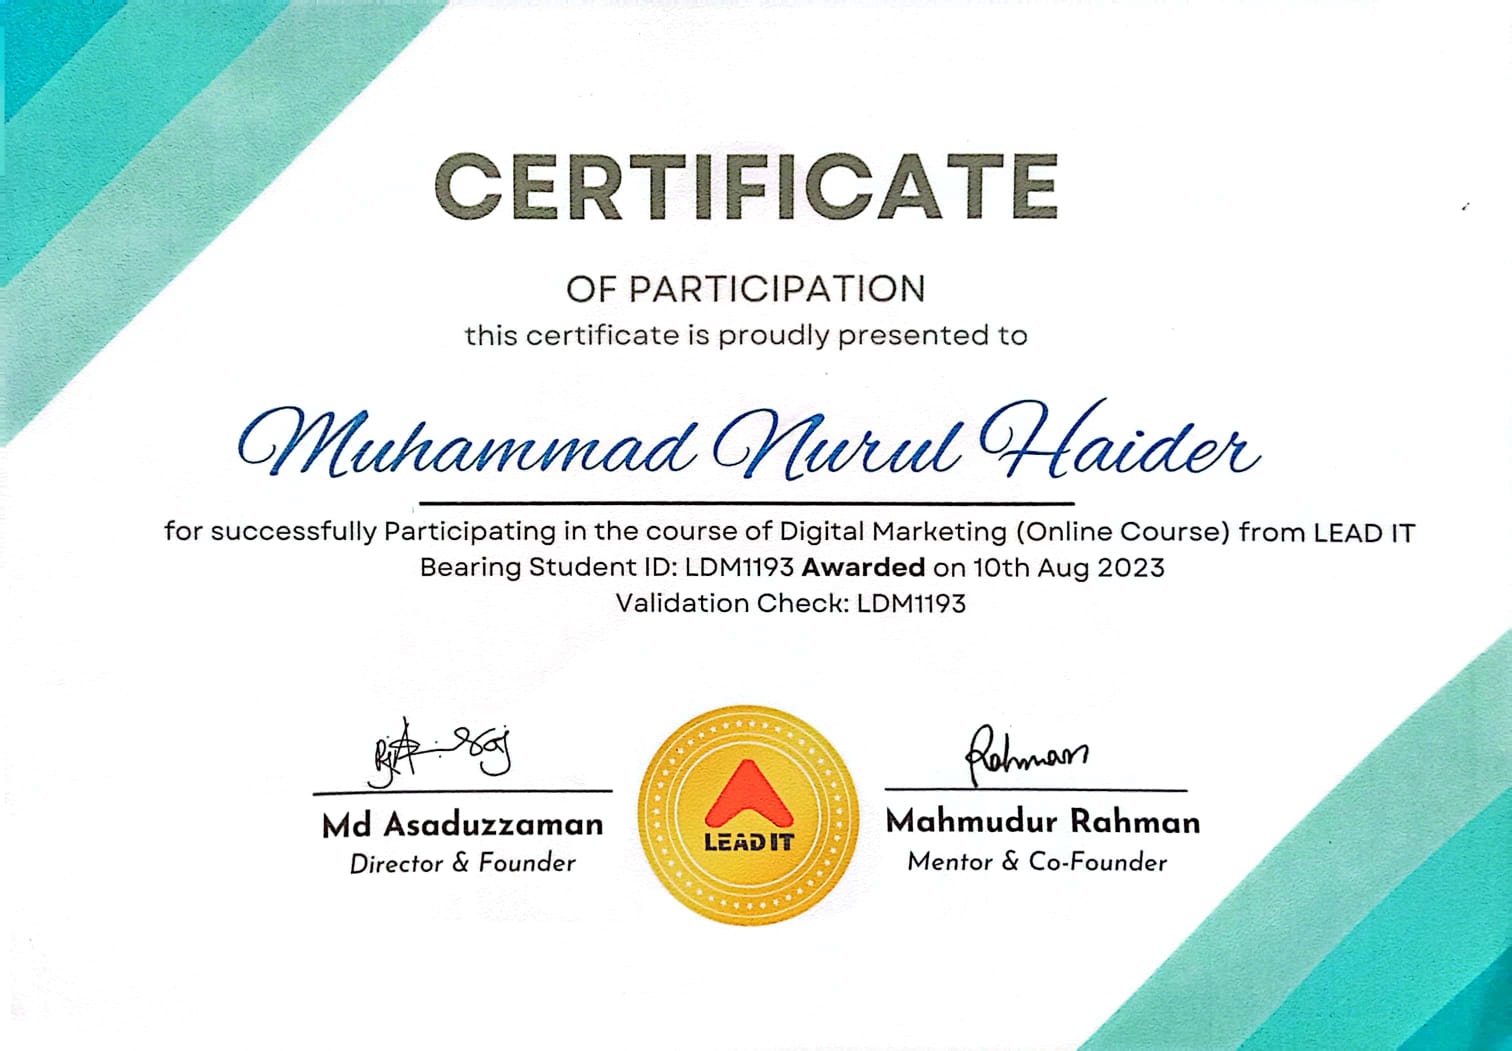 CERTIFICATE
OF PARTICIPATION
this certificate is proudly presented to
Muhammad Nurul Haider
for successfully Participating in the course of Digital Marketing (Online Course) from LEAD IT
Bearing Student ID: LDM1193 Awarded on 10th Aug 2023
Validation Check: LDM1193
Rahman
Md Asaduzzaman
Director & Founder
LEAD IT
Mahmudur Rahman
Mentor & Co-Founder